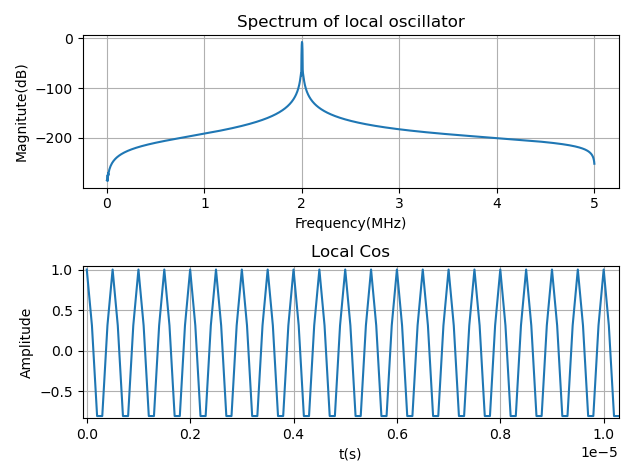 Spectrum of local oscillator
0
−100
−200
Magnitute(dB)
0 1 2 3 4 5
Frequency(MHz)
Local Cos
1.0
0.5
0.0
−0.5
Amplitude
0.0 0.2 0.4 0.6 0.8 1.0
1e−5
t(s)